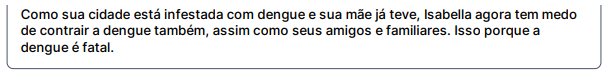 Como sua cidade está infestada com dengue e sua mãe já teve, Isabella agora tem medo
de contrair a dengue também, assim como seus amigos e familiares. Isso porque a
dengue é fatal.